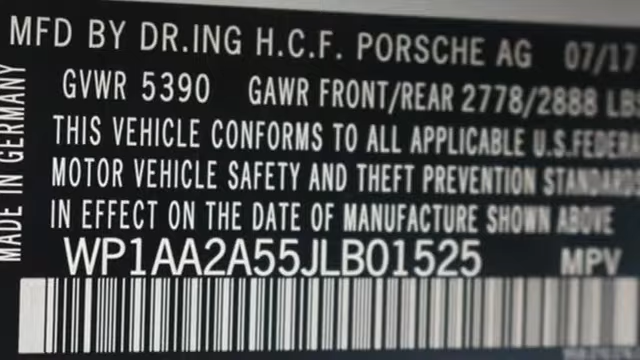 MFD BY DR.ING H.C.F. PORSCHE AG 07/17
GVWR 5390 GAWR FRONT/REAR 2778/2888 LB
THIS VEHICLE CONFORMS TO ALL APPLICABLE U.S.FEDERA
MOTOR VEHICLE SAFETY AND THEFT PREVENTION STANDARDS
IN EFFECT ON THE DATE OF MANUFACTURE SHOWN ABOVE
WP1AA2A55JLB01525 MPV
MADE IN GERMANY